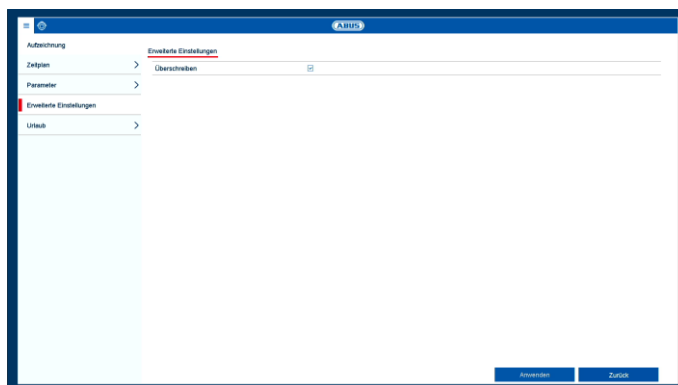 ABUS
Aufzeichnung
Erweiterte Einstellungen
Zeitplan
Überschreiben
Parameter
Erweiterte Einstellungen
Urlaub
Anwenden
Zurück